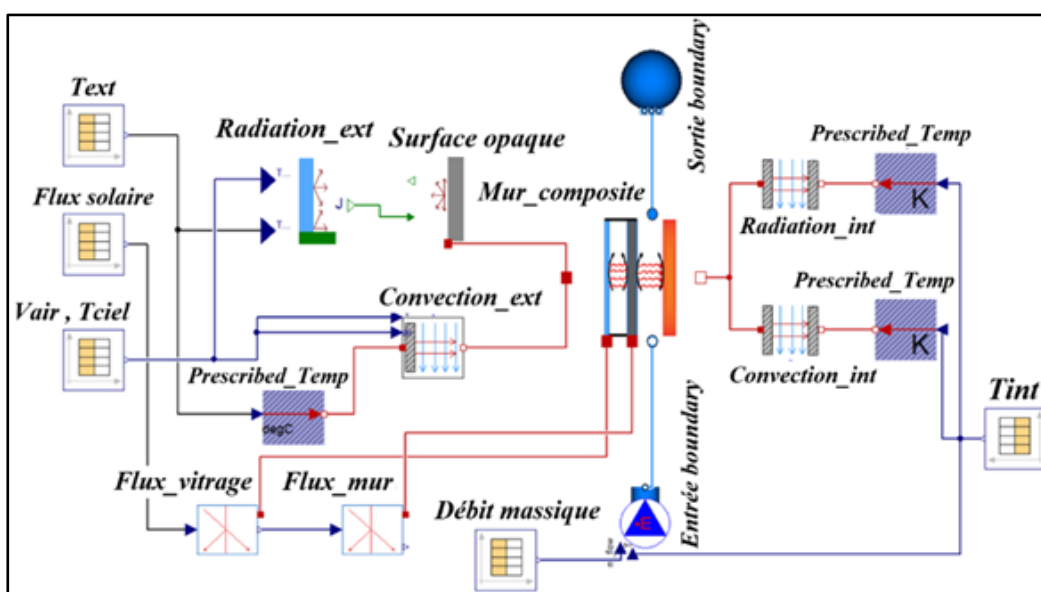 Text
Radiation_ext
Surface opaque
Sortie boundary
Prescribed_Temp
Flux solaire
T...
T...
J
Mur_composite
K
Radiation_int
Vair , Tciel
Convection_ext
Prescribed_Temp
K
Prescribed_Temp
degC
Convection_int
Tint
Flux_vitrage
Flux_mur
Débit massique
Entrée boundary